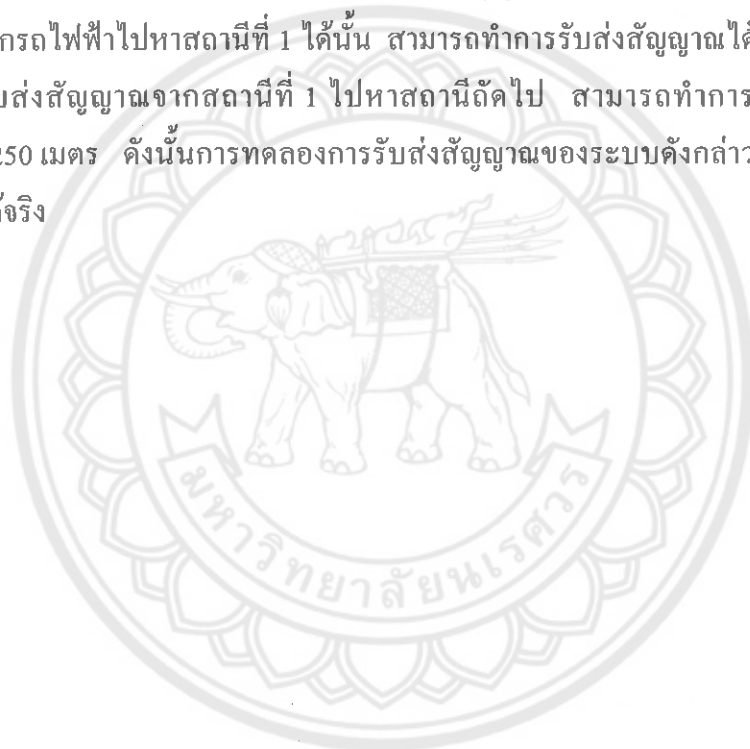 กรถไฟฟ้าไปหาสถานีที่ 1 ได้นั้น สามารถทำการรับส่งสัญญาณได้
บส่งสัญญาณจากสถานีที่ 1 ไปหาสถานีถัดไป สามารถทำการ
250 เมตร ดังนั้นการทดลองการรับส่งสัญญาณของระบบดังกล่าว
จริง
มหาวิทยาลัยนเรศวร